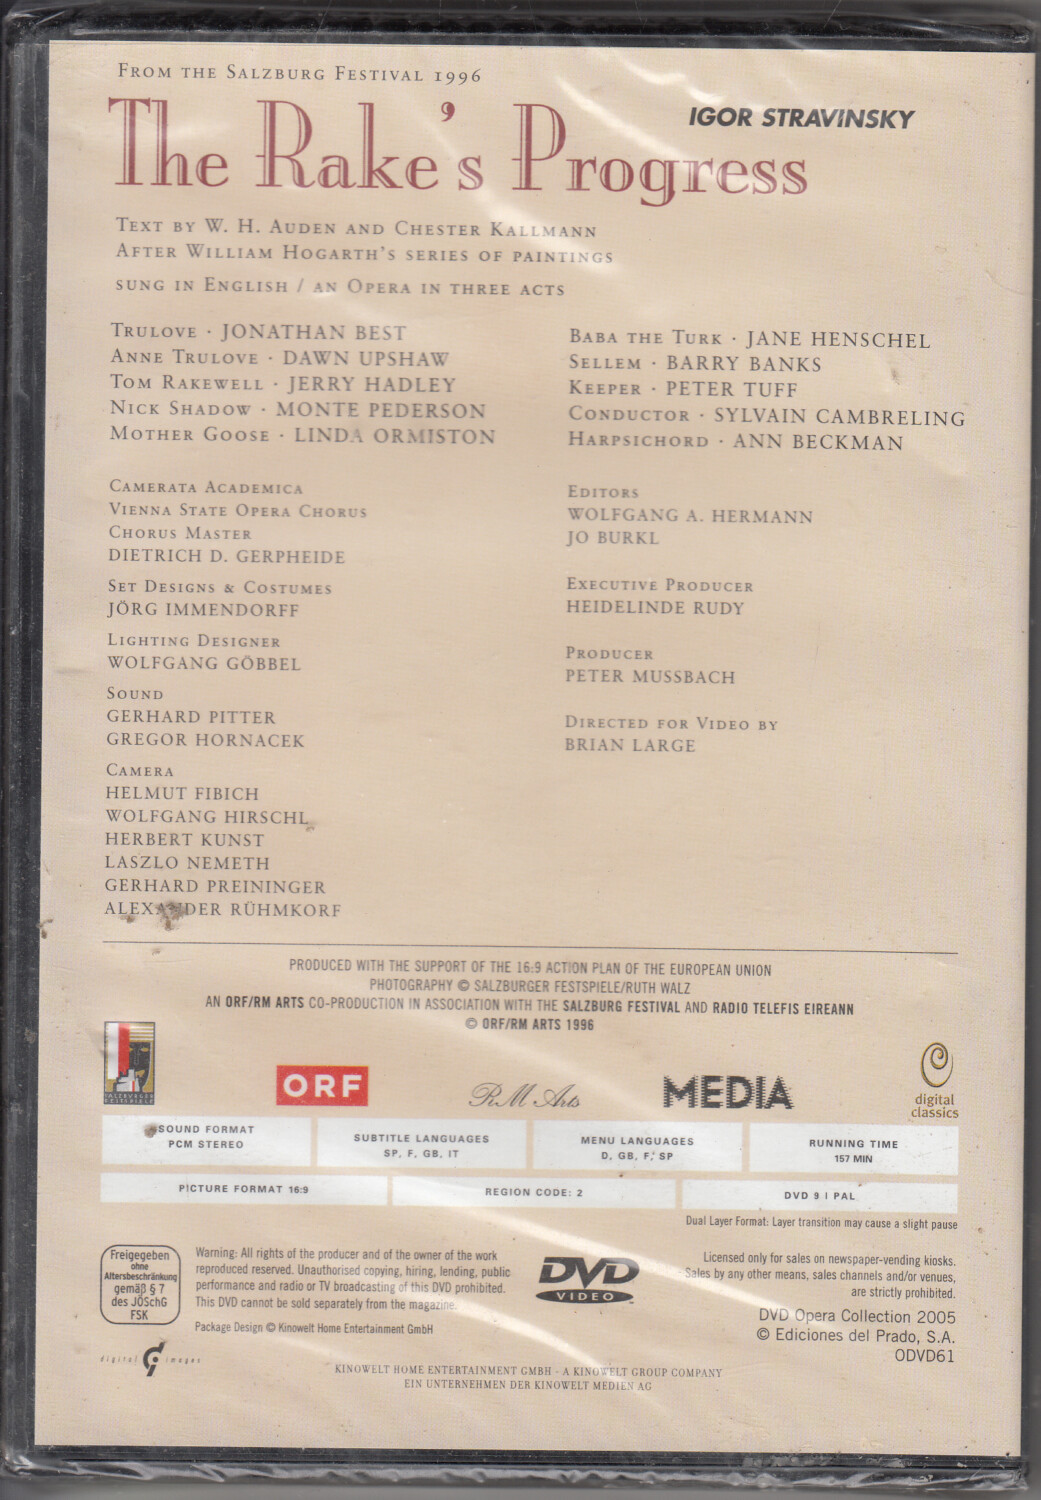 FROM THE SALZBURG FESTIVAL 1996
IGOR STRAVINSKY
The Rake's Progress
TEXT BY W. H. AUDEN AND CHESTER KALLMANN
AFTER WILLIAM HOGARTH'S SERIES OF PAINTINGS
SUNG IN ENGLISH / AN OPERA IN THREE ACTS
TRULOVE · JONATHAN BEST
ANNE TRULOVE · DAWN UPSHAW
TOM RAKEWELL · JERRY HADLEY
NICK SHADOW · MONTE PEDERSON
MOTHER GOOSE · LINDA ORMISTON
BABA THE TURK · JANE HENSCHEL
SELLEM · BARRY BANKS
KEEPER · PETER TUFF
CONDUCTOR · SYLVAIN CAMBRELING
HARPSICHORD · ANN BECKMAN
CAMERATA ACADEMICA
VIENNA STATE OPERA CHORUS
CHORUS MASTER
DIETRICH D. GERPHEIDE
SET DESIGNS & COSTUMES
JÖRG IMMENDORFF
LIGHTING DESIGNER
WOLFGANG GÖBBEL
SOUND
GERHARD PITTER
GREGOR HORNACEK
CAMERA
HELMUT FIBICH
WOLFGANG HIRSCHL
HERBERT KUNST
LASZLO NEMETH
GERHARD PREININGER
ALEXANDER RÜHMKORF
EDITORS
WOLFGANG A. HERMANN
JO BURKL
EXECUTIVE PRODUCER
HEIDELINDE RUDY
PRODUCER
PETER MUSSBACH
DIRECTED FOR VIDEO BY
BRIAN LARGE
PRODUCED WITH THE SUPPORT OF THE 16:9 ACTION PLAN OF THE EUROPEAN UNION
PHOTOGRAPHY © SALZBURGER FESTSPIELE/RUTH WALZ
AN ORF/RM ARTS CO-PRODUCTION IN ASSOCIATION WITH THE SALZBURG FESTIVAL AND RADIO TELEFIS EIREANN
© ORF/RM ARTS 1996
SALZBURGER
FESTSPIELE
ORF
RM Arts
MEDIA
digital
classics
SOUND FORMAT
PCM STEREO
SUBTITLE LANGUAGES
SP, F, GB, IT
MENU LANGUAGES
D, GB, F, SP
RUNNING TIME
157 MIN
PICTURE FORMAT 16:9
REGION CODE: 2
DVD 9 | PAL
Dual Layer Format: Layer transition may cause a slight pause
Freigegeben
ohne
Altersbeschränkung
gemäß § 7
des JÖSchG
FSK
Warning: All rights of the producer and of the owner of the work
reproduced reserved. Unauthorised copying, hiring, lending, public
performance and radio or TV broadcasting of this DVD prohibited.
This DVD cannot be sold separately from the magazine.
Package Design © Kinowelt Home Entertainment GmbH
DVD
VIDEO
Licensed only for sales on newspaper-vending kiosks.
Sales by any other means, sales channels and/or venues,
are strictly prohibited.
DVD Opera Collection 2005
© Ediciones del Prado, S.A.
ODVD61
digital images
KINOWELT HOME ENTERTAINMENT GMBH - A KINOWELT GROUP COMPANY
EIN UNTERNEHMEN DER KINOWELT MEDIEN AG